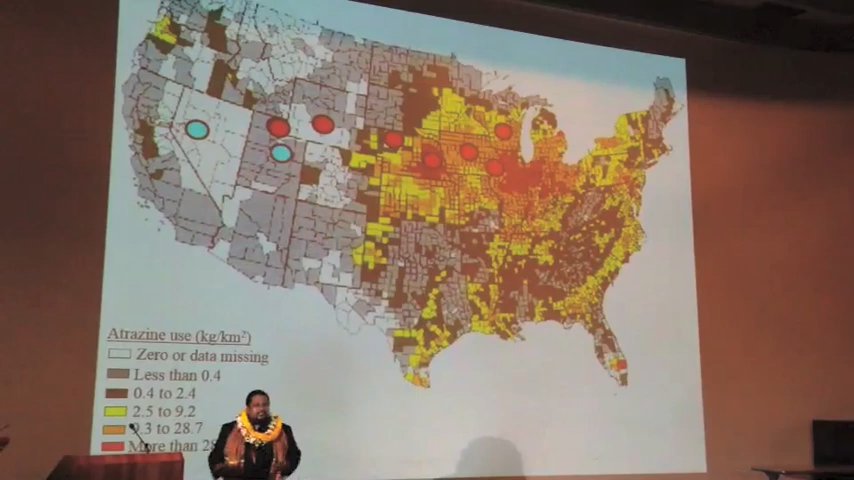 Atrazine use (kg/km²)
Zero or data missing
Less than 0.4
0.4 to 2.4
2.5 to 9.2
9.3 to 28.7
More than 28